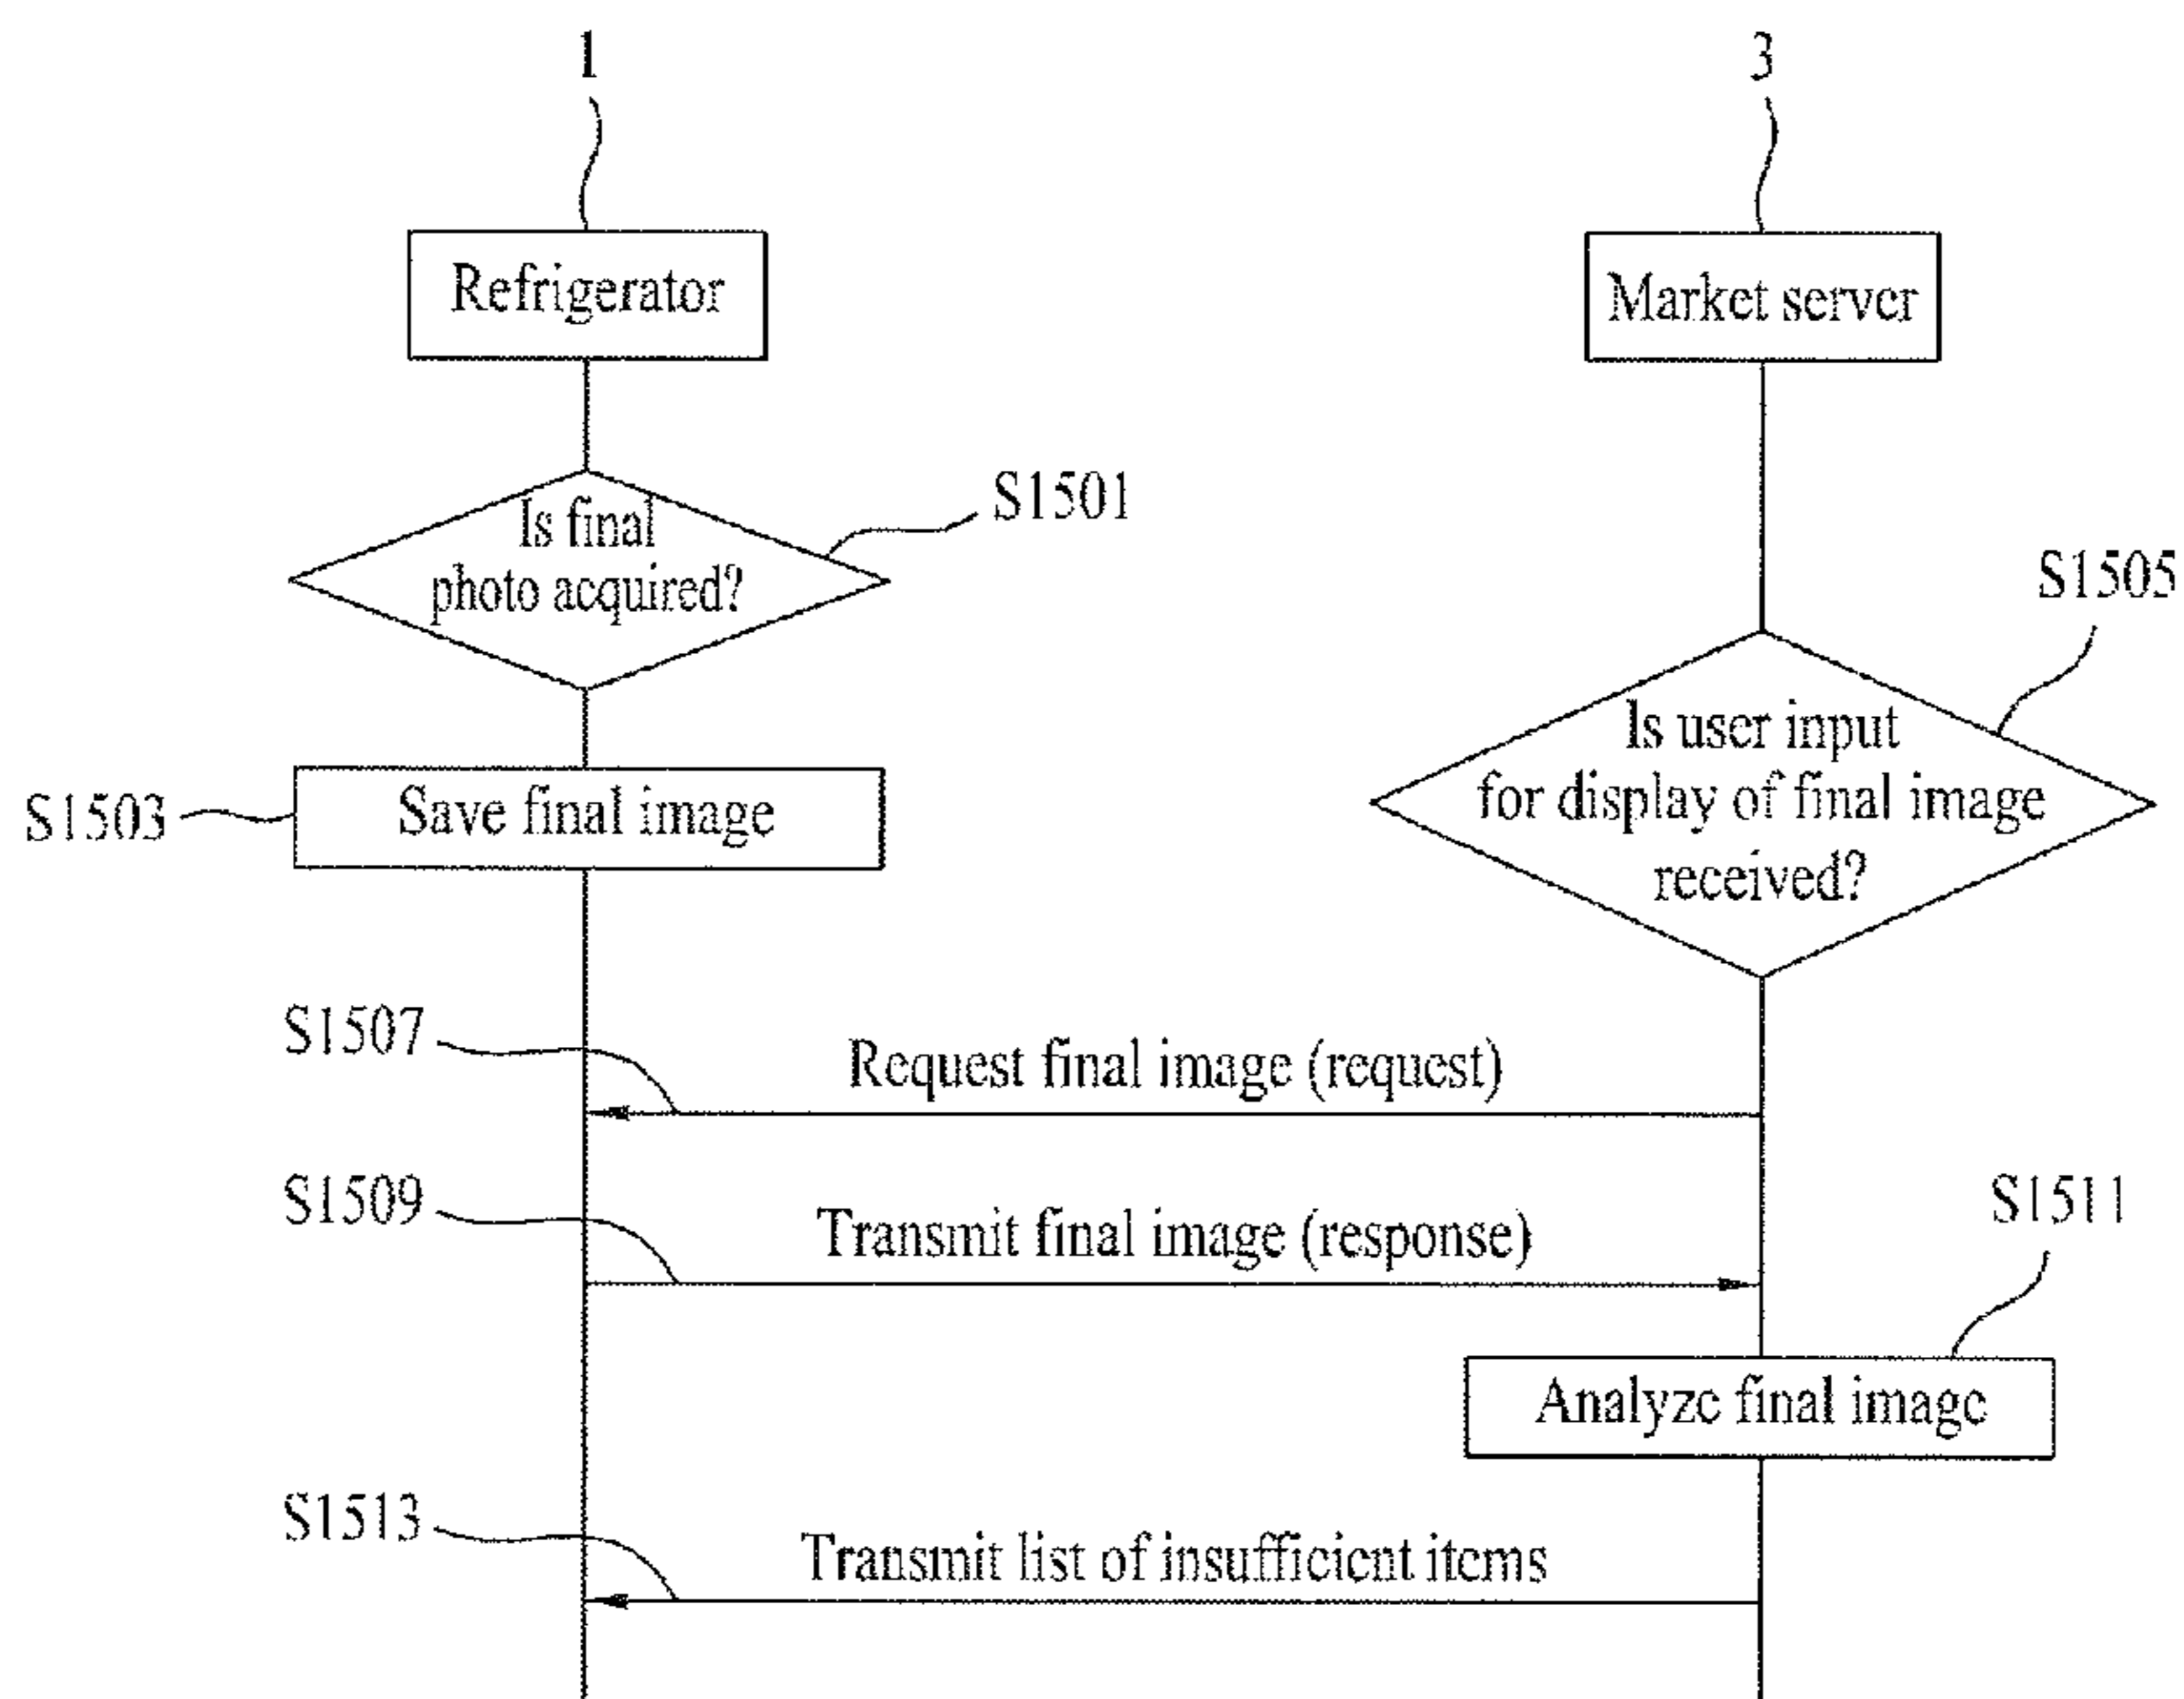 1
3
Refrigerator
Market server
Is final
photo acquired?
S1501
S1505
Is user input
for display of final image
received?
S1503
Save final image
S1507
Request final image (request)
S1509
Transmit final image (response)
S1511
Analyze final image
S1513
Transmit list of insufficient items